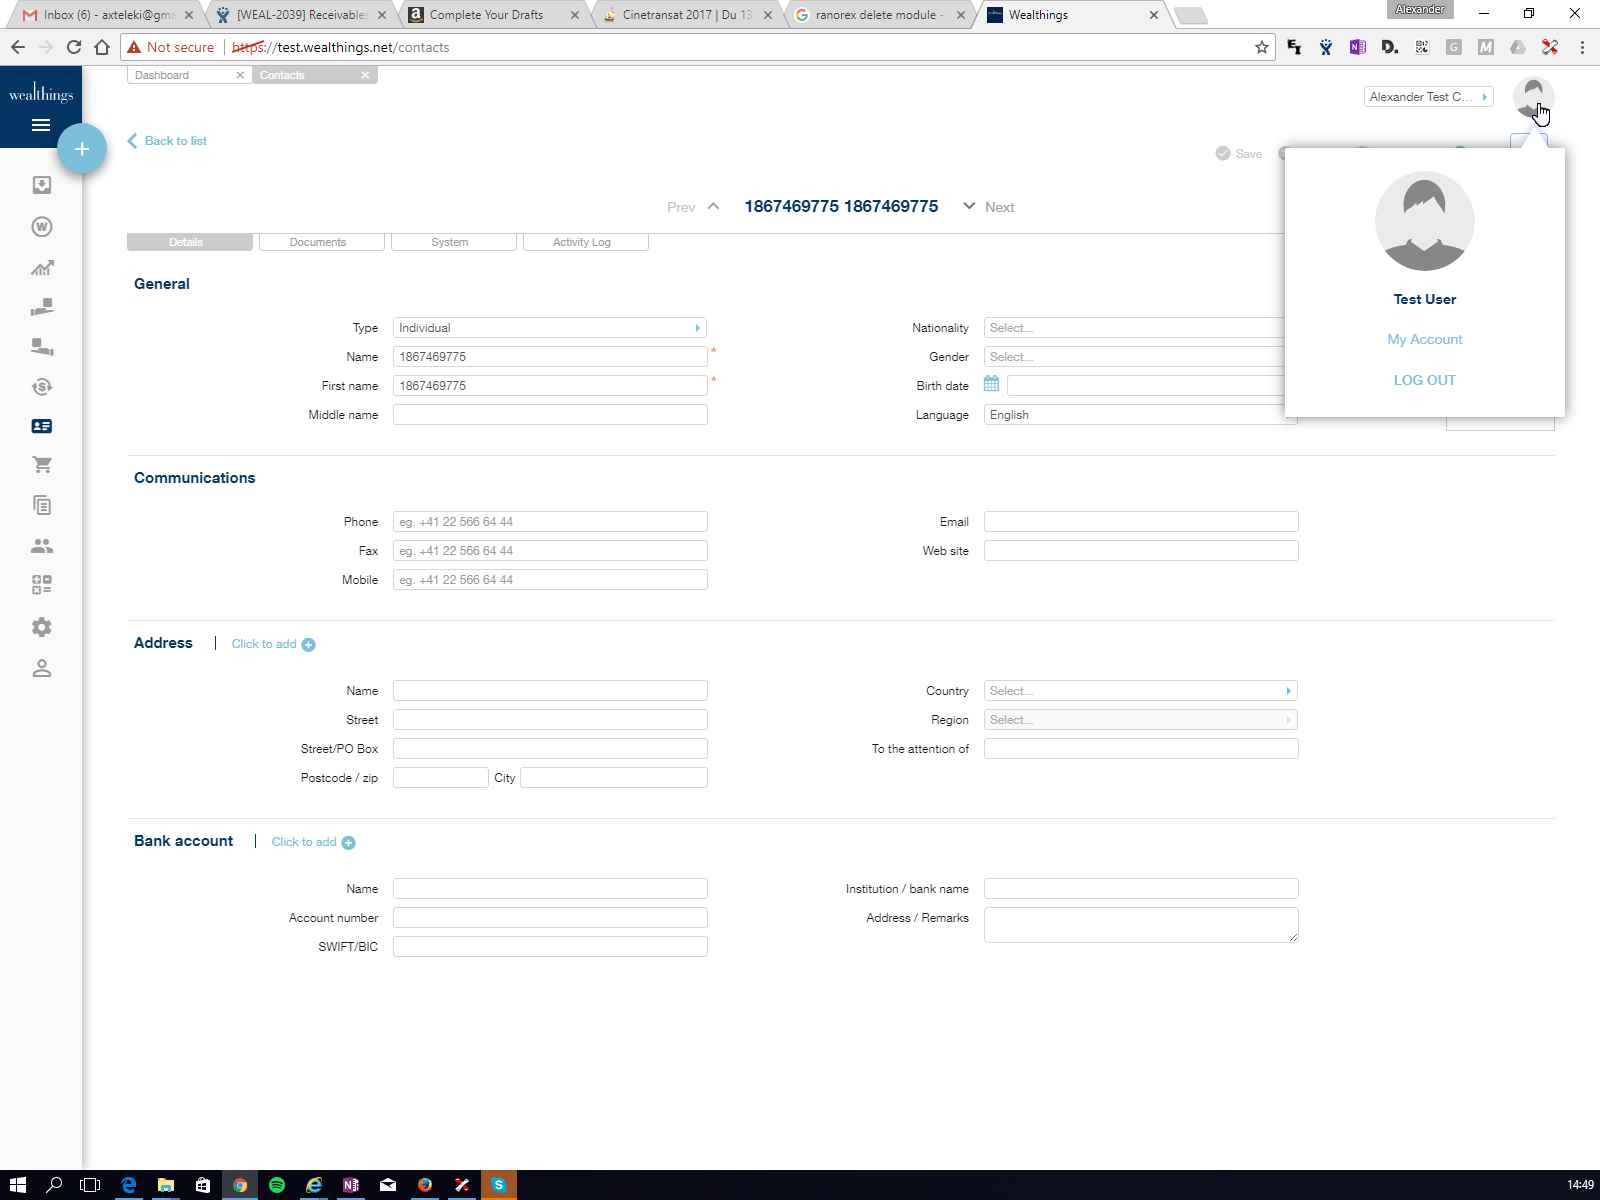 Inbox (6) - axteleki@gma
[WEAL-2039] Receivable
Complete Your Drafts
Cinetransat 2017 | Du 13
ranorex delete module -
Wealthings
Alexander
Not secure
https://test.wealthings.net/contacts
wealthings
Dashboard
Contacts
Alexander Test C...
Back to list
Save
Prev
1867469775 1867469775
Next
Details
Documents
System
Activity Log
Test User
My Account
LOG OUT
General
Type
Individual
Name
1867469775
*
First name
1867469775
*
Middle name
Nationality
Select...
Gender
Select...
Birth date
Language
English
Communications
Phone
eg. +41 22 566 64 44
Fax
eg. +41 22 566 64 44
Mobile
eg. +41 22 566 64 44
Email
Web site
Address
Click to add
Name
Street
Street/PO Box
Postcode / zip
City
Country
Select...
Region
Select...
To the attention of
Bank account
Click to add
Name
Account number
SWIFT/BIC
Institution / bank name
Address / Remarks
14:49